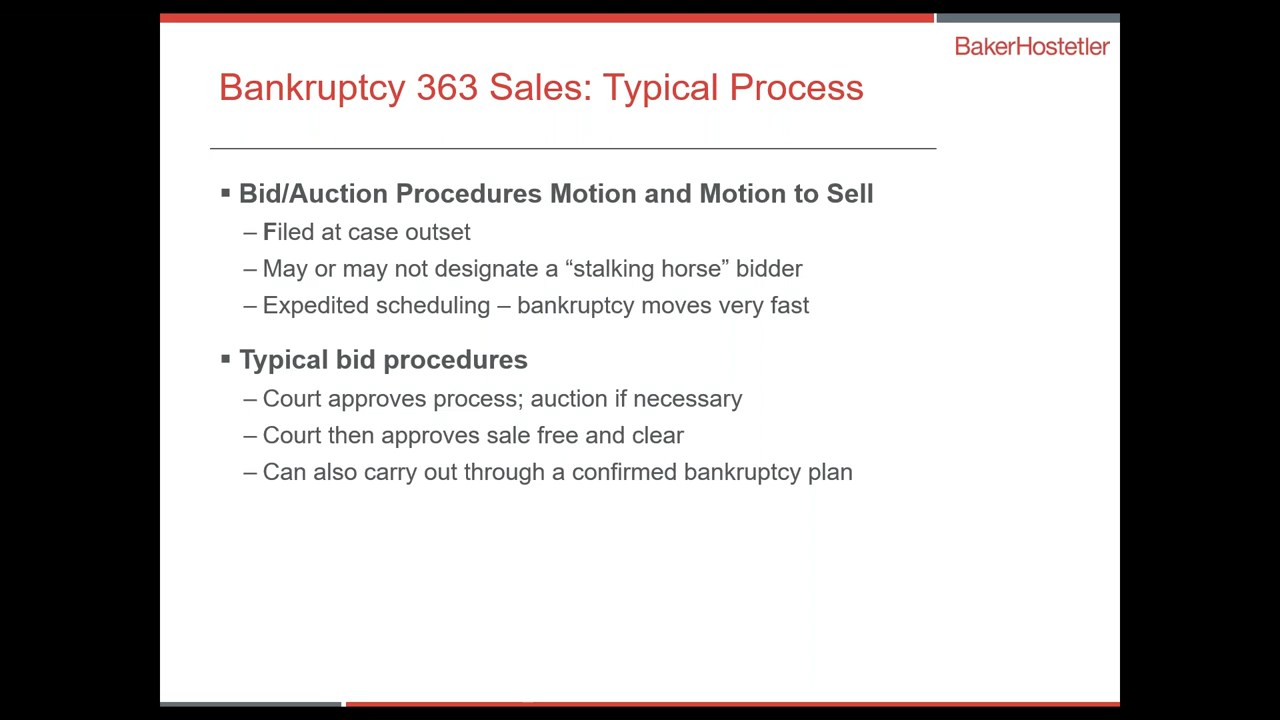 BakerHostetler
Bankruptcy 363 Sales: Typical Process
▪ Bid/Auction Procedures Motion and Motion to Sell
– Filed at case outset
– May or may not designate a “stalking horse” bidder
– Expedited scheduling – bankruptcy moves very fast
▪ Typical bid procedures
– Court approves process; auction if necessary
– Court then approves sale free and clear
– Can also carry out through a confirmed bankruptcy plan